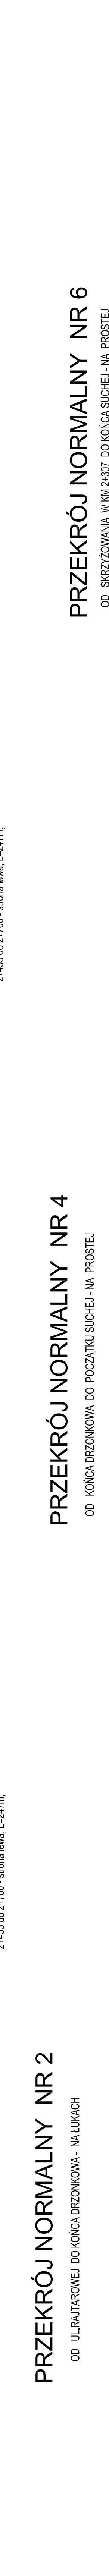 PRZEKRÓJ NORMALNY NR 6
OD SKRZYŻOWANIA W KM 2+307 DO KOŃCA SUCHEJ - NA PROSTEJ
PRZEKRÓJ NORMALNY NR 4
OD KOŃCA DRZONKOWA DO POCZĄTKU SUCHEJ - NA PROSTEJ
PRZEKRÓJ NORMALNY NR 2
OD UL.RAJTAROWEJ DO KOŃCA DRZONKOWA - NA ŁUKACH